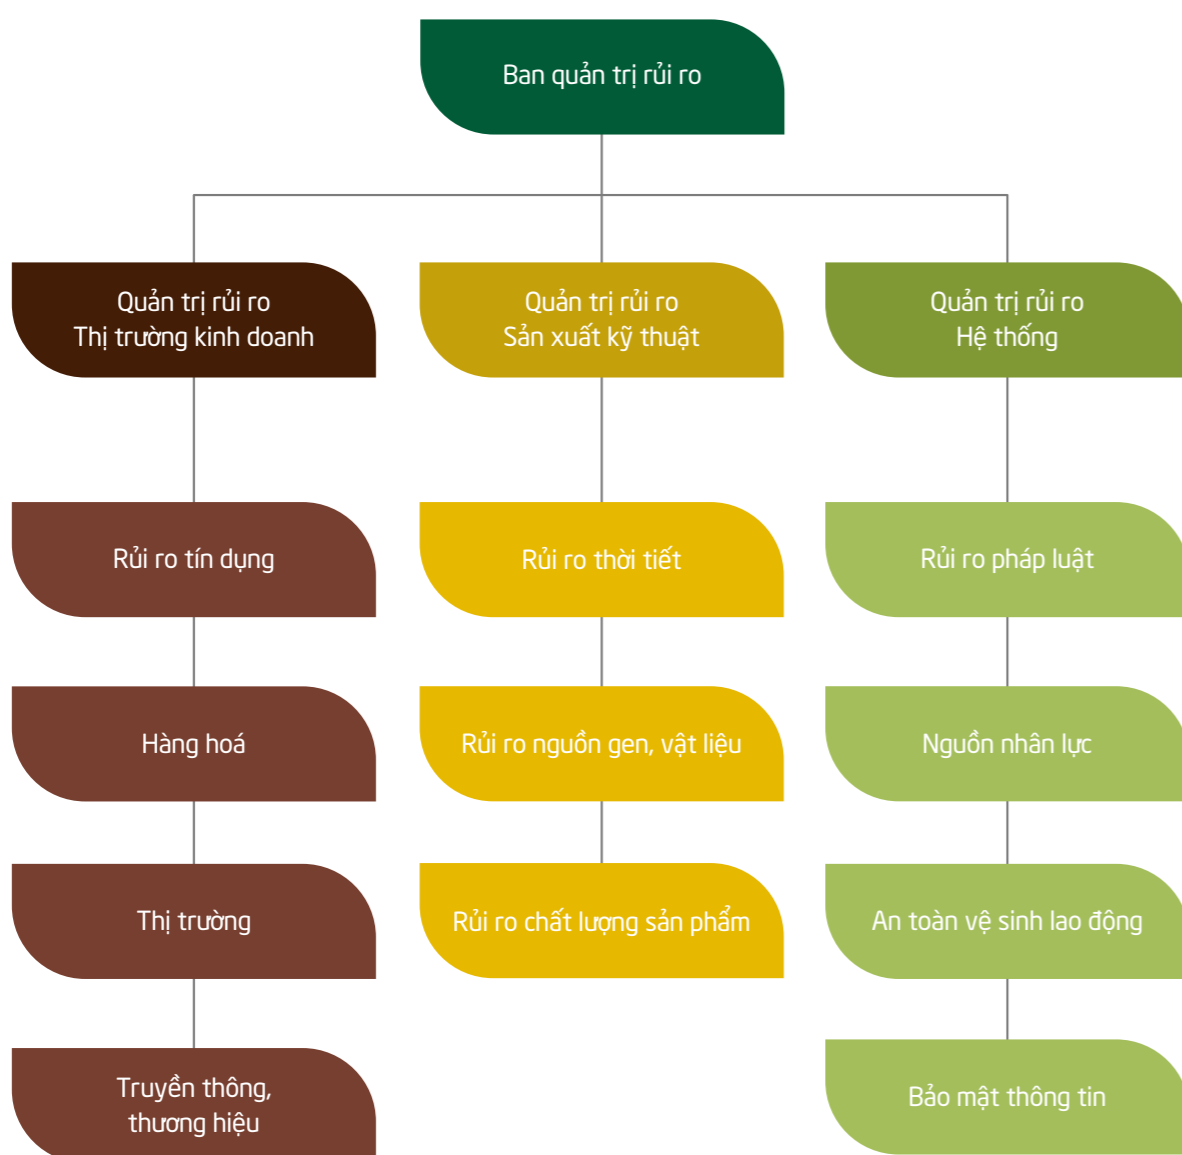 Ban quản trị rủi ro
Quản trị rủi ro
Thị trường kinh doanh
Quản trị rủi ro
Sản xuất kỹ thuật
Quản trị rủi ro
Hệ thống
Rủi ro tín dụng
Rủi ro thời tiết
Rủi ro pháp luật
Hàng hoá
Rủi ro nguồn gen, vật liệu
Nguồn nhân lực
Thị trường
Rủi ro chất lượng sản phẩm
An toàn vệ sinh lao động
Truyền thông,
thương hiệu
Bảo mật thông tin